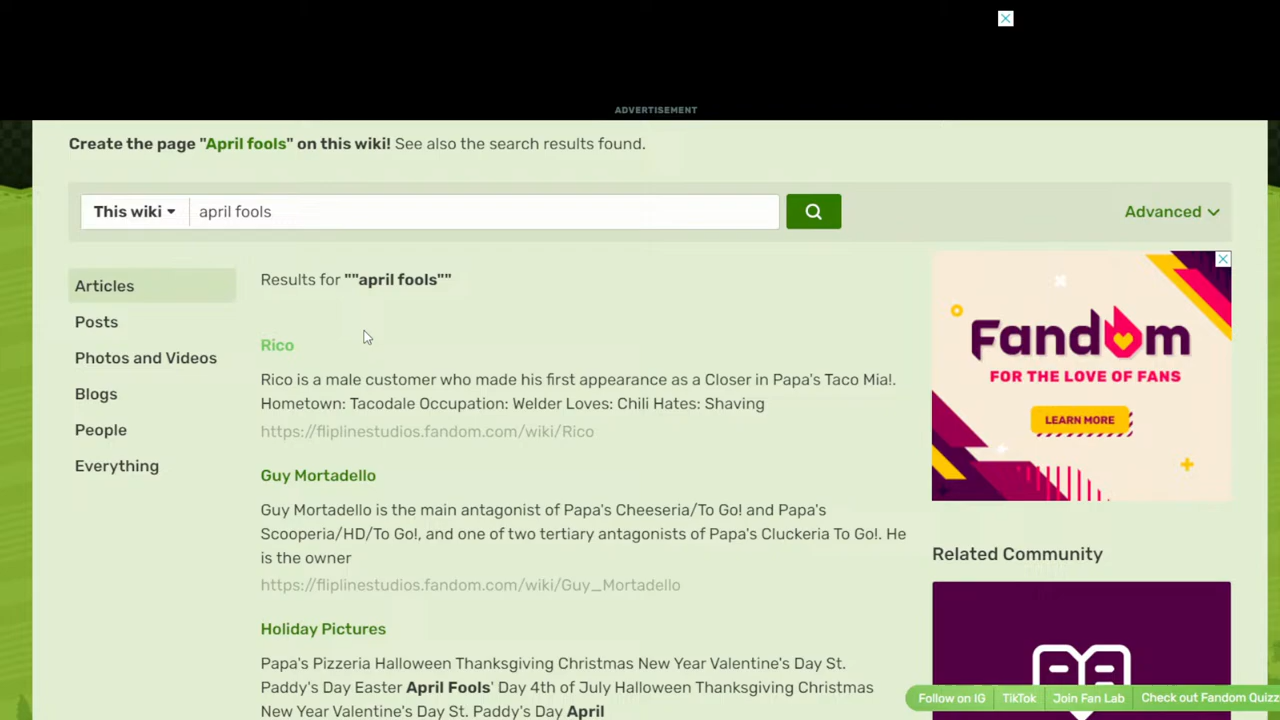 ADVERTISEMENT
Create the page "April fools" on this wiki! See also the search results found.
This wiki april fools
Advanced
Articles
Posts
Photos and Videos
Blogs
People
Everything
Results for ""april fools""
Rico
Rico is a male customer who made his first appearance as a Closer in Papa's Taco Mia!.
Hometown: Tacodale Occupation: Welder Loves: Chili Hates: Shaving
https://fliplinestudios.fandom.com/wiki/Rico
Guy Mortadello
Guy Mortadello is the main antagonist of Papa's Cheeseria/To Go! and Papa's
Scooperia/HD/To Go!, and one of two tertiary antagonists of Papa's Cluckeria To Go!. He
is the owner
https://fliplinestudios.fandom.com/wiki/Guy_Mortadello
Holiday Pictures
Papa's Pizzeria Halloween Thanksgiving Christmas New Year Valentine's Day St.
Paddy's Day Easter April Fools' Day 4th of July Halloween Thanksgiving Christmas
New Year Valentine's Day St. Paddy's Day April
Fandom
FOR THE LOVE OF FANS
LEARN MORE
Related Community
Follow on IG
TikTok
Join Fan Lab
Check out Fandom Quizz